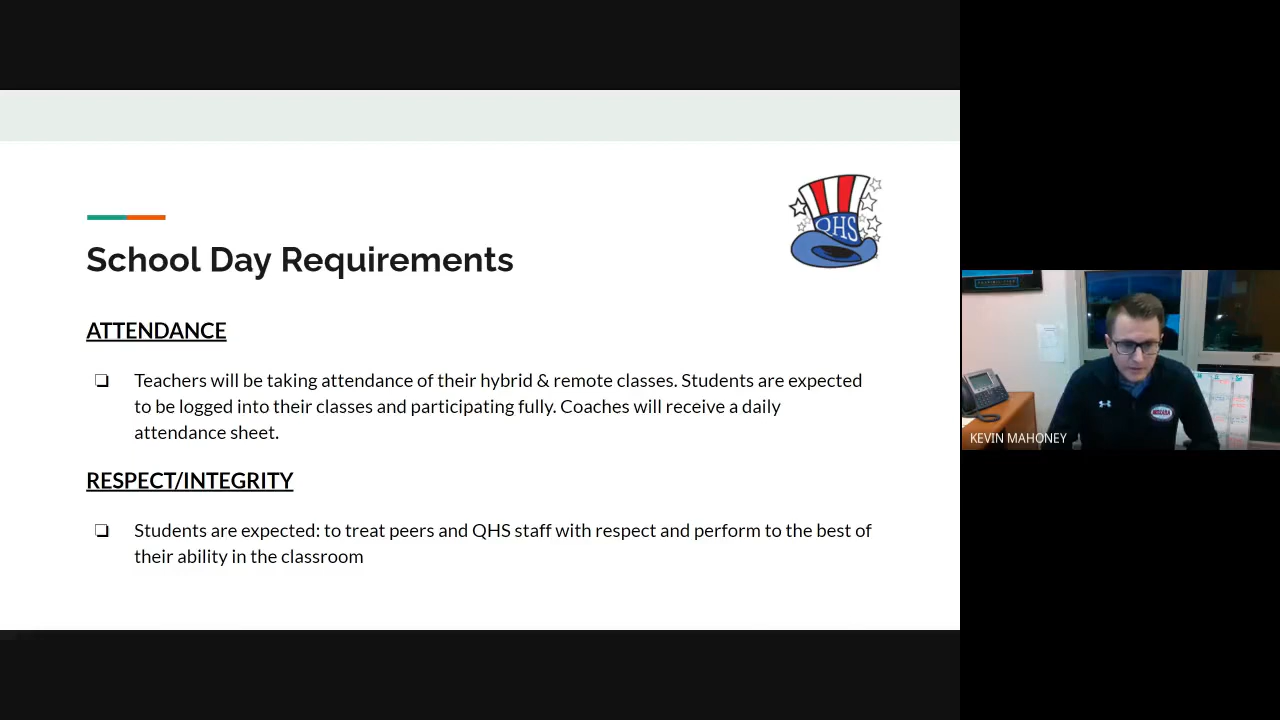 QHS
School Day Requirements
ATTENDANCE
❏ Teachers will be taking attendance of their hybrid & remote classes. Students are expected
to be logged into their classes and participating fully. Coaches will receive a daily
attendance sheet.
RESPECT/INTEGRITY
❏ Students are expected: to treat peers and QHS staff with respect and perform to the best of
their ability in the classroom
KEVIN MAHONEY